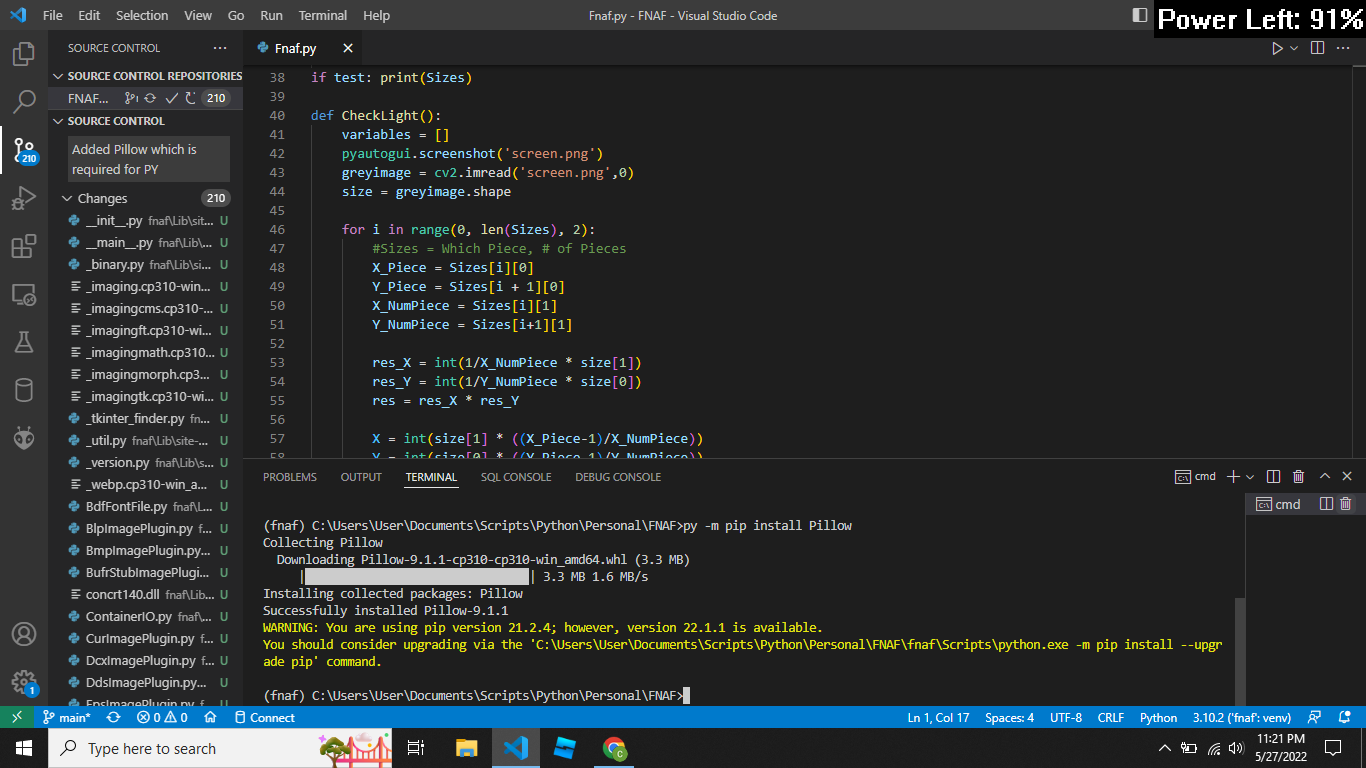 File Edit Selection View Go Run Terminal Help Fnaf.py - FNAF - Visual Studio Code
Power Left: 91%
SOURCE CONTROL
SOURCE CONTROL REPOSITORIES
FNAF... 210
SOURCE CONTROL
Added Pillow which is
required for PY
Changes 210
__init__.py fnaf\Lib\sit... U
__main__.py fnaf\Lib\... U
_binary.py fnaf\Lib\si... U
_imaging.cp310-win... U
_imagingcms.cp310-... U
_imagingft.cp310-wi... U
_imagingmath.cp310... U
_imagingmorph.cp3... U
_imagingtk.cp310-wi... U
_tkinter_finder.py fn... U
_util.py fnaf\Lib\site-... U
_version.py fnaf\Lib\s... U
_webp.cp310-win_a... U
BdfFontFile.py fnaf\L... U
BlpImagePlugin.py f... U
BmpImagePlugin.py... U
BufrStubImagePlugi... U
concrt140.dll fnaf\Lib... U
ContainerIO.py fnaf\... U
CurImagePlugin.py f... U
DcxImagePlugin.py ... U
DdsImagePlugin.py... U
EpsImagePlugin.py ... U
210
1
Fnaf.py
38 if test: print(Sizes)
39
40 def CheckLight():
41 variables = []
42 pyautogui.screenshot('screen.png')
43 greyimage = cv2.imread('screen.png',0)
44 size = greyimage.shape
45
46 for i in range(0, len(Sizes), 2):
47 #Sizes = Which Piece, # of Pieces
48 X_Piece = Sizes[i][0]
49 Y_Piece = Sizes[i + 1][0]
50 X_NumPiece = Sizes[i][1]
51 Y_NumPiece = Sizes[i+1][1]
52
53 res_X = int(1/X_NumPiece * size[1])
54 res_Y = int(1/Y_NumPiece * size[0])
55 res = res_X * res_Y
56
57 X = int(size[1] * ((X_Piece-1)/X_NumPiece))
58 Y = int(size[0] * ((Y_Piece-1)/Y_NumPiece))
PROBLEMS OUTPUT TERMINAL SQL CONSOLE DEBUG CONSOLE cmd
cmd
(fnaf) C:\Users\User\Documents\Scripts\Python\Personal\FNAF>py -m pip install Pillow
Collecting Pillow
Downloading Pillow-9.1.1-cp310-cp310-win_amd64.whl (3.3 MB)
| | 3.3 MB 1.6 MB/s
Installing collected packages: Pillow
Successfully installed Pillow-9.1.1
WARNING: You are using pip version 21.2.4; however, version 22.1.1 is available.
You should consider upgrading via the 'C:\Users\User\Documents\Scripts\Python\Personal\FNAF\fnaf\Scripts\python.exe -m pip install --upgr
ade pip' command.
(fnaf) C:\Users\User\Documents\Scripts\Python\Personal\FNAF>
main* 0 0 Connect Ln 1, Col 17 Spaces: 4 UTF-8 CRLF Python 3.10.2 ('fnaf': venv)
Type here to search
11:21 PM
5/27/2022